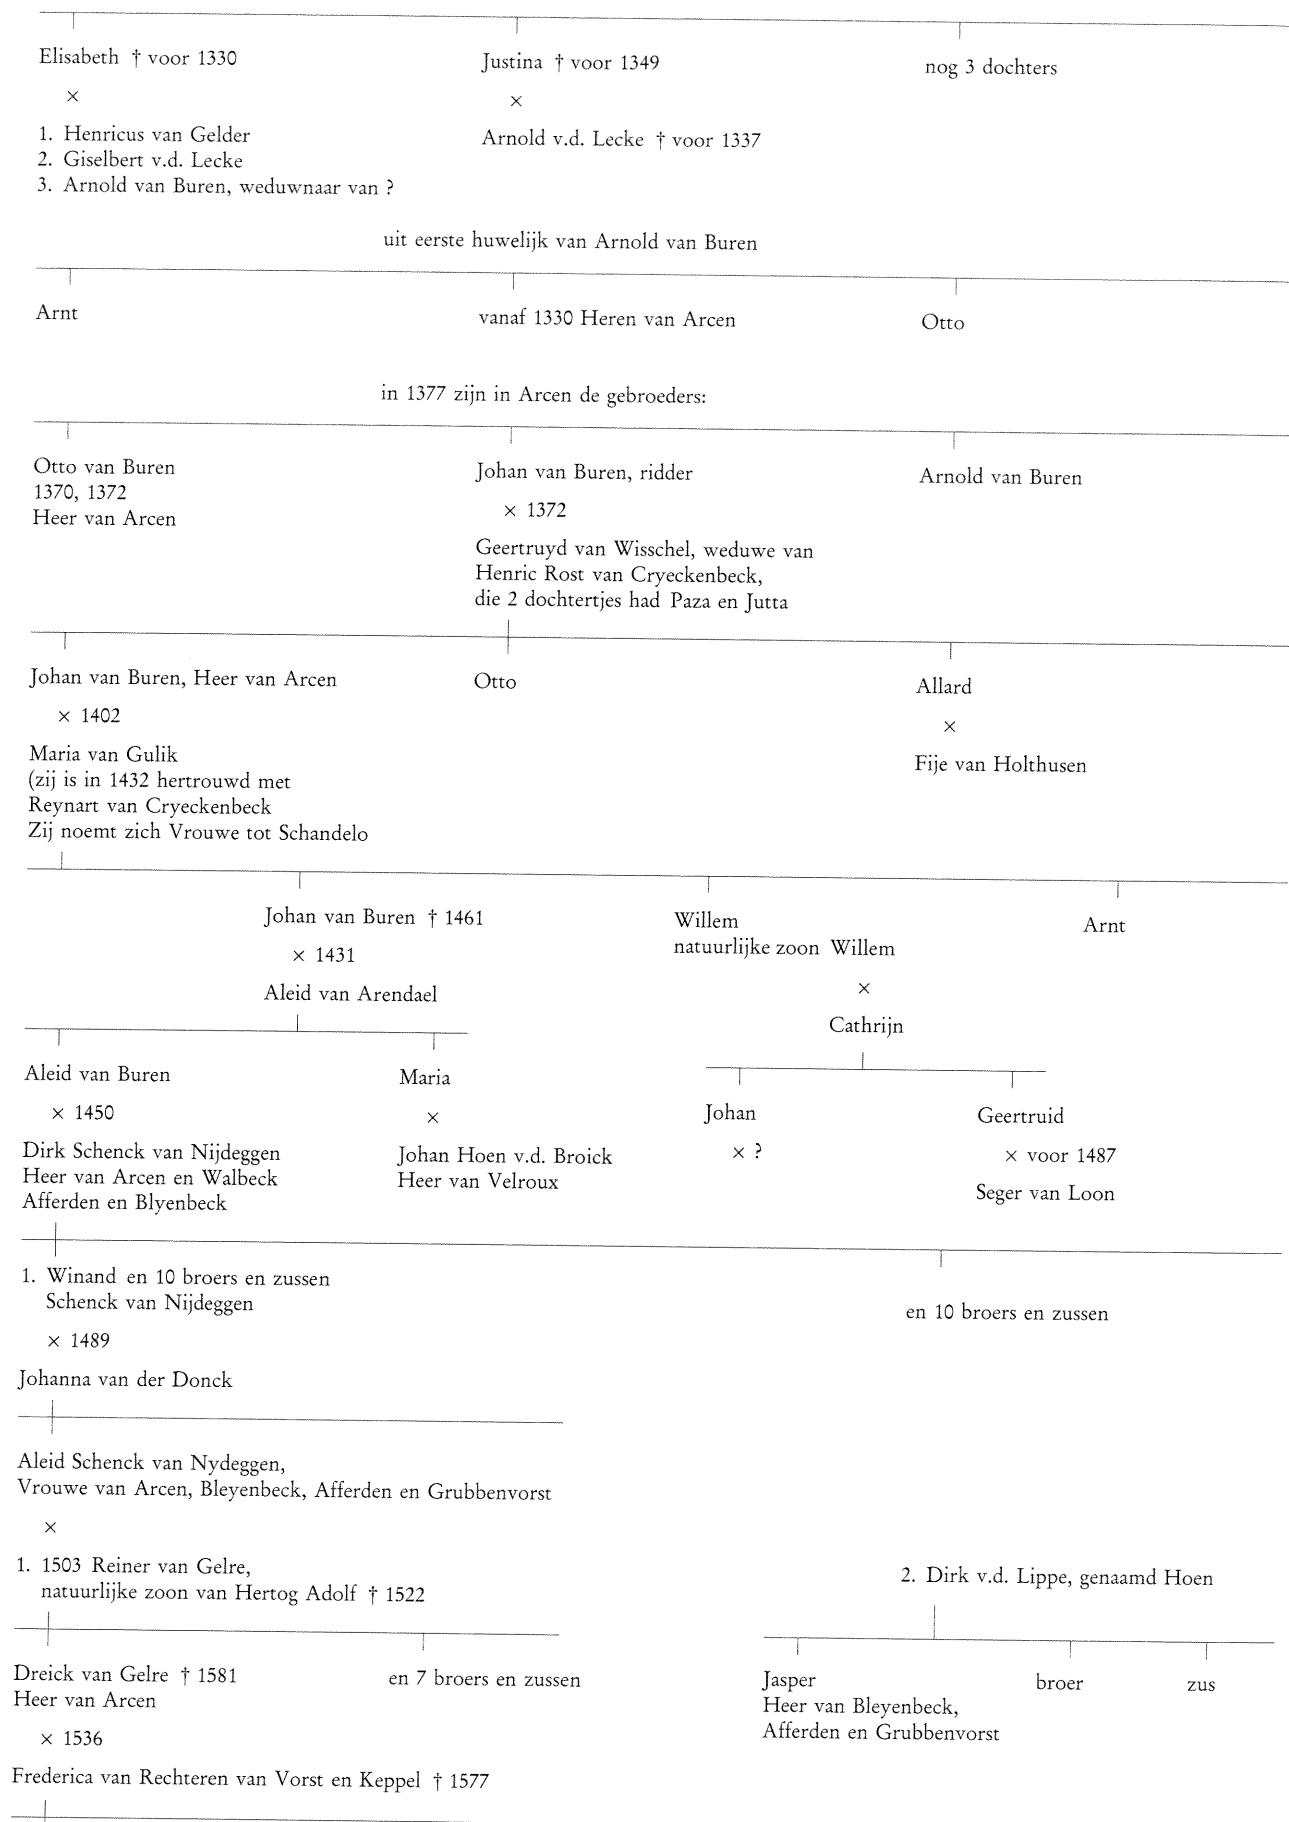 Elisabeth † voor 1330
×
1. Henricus van Gelder
2. Giselbert v.d. Lecke
3. Arnold van Buren, weduwnaar van ?
Justina † voor 1349
×
Arnold v.d. Lecke † voor 1337
nog 3 dochters
uit eerste huwelijk van Arnold van Buren
Arnt
vanaf 1330 Heren van Arcen
Otto
in 1377 zijn in Arcen de gebroeders:
Otto van Buren
1370, 1372
Heer van Arcen
Johan van Buren, ridder
× 1372
Geertruyd van Wisschel, weduwe van
Henric Rost van Cryeckenbeck,
die 2 dochtertjes had Paza en Jutta
Arnold van Buren
Johan van Buren, Heer van Arcen
× 1402
Maria van Gulik
(zij is in 1432 hertrouwd met
Reynart van Cryeckenbeck
Zij noemt zich Vrouwe tot Schandelo
Otto
Allard
×
Fije van Holthusen
Johan van Buren † 1461
× 1431
Aleid van Arendael
Willem
natuurlijke zoon Willem
×
Cathrijn
Arnt
Aleid van Buren
× 1450
Dirk Schenck van Nijdeggen
Heer van Arcen en Walbeck
Afferden en Blyenbeck
Maria
×
Johan Hoen v.d. Broick
Heer van Velroux
Johan
× ?
Geertruid
× voor 1487
Seger van Loon
1. Winand en 10 broers en zussen
Schenck van Nijdeggen
× 1489
Johanna van der Donck
en 10 broers en zussen
Aleid Schenck van Nydeggen,
Vrouwe van Arcen, Bleyenbeck, Afferden en Grubbenvorst
×
1. 1503 Reiner van Gelre,
natuurlijke zoon van Hertog Adolf † 1522
2. Dirk v.d. Lippe, genaamd Hoen
Dreick van Gelre † 1581
Heer van Arcen
× 1536
Frederica van Rechteren van Vorst en Keppel † 1577
en 7 broers en zussen
Jasper
Heer van Bleyenbeck,
Afferden en Grubbenvorst
broer
zus